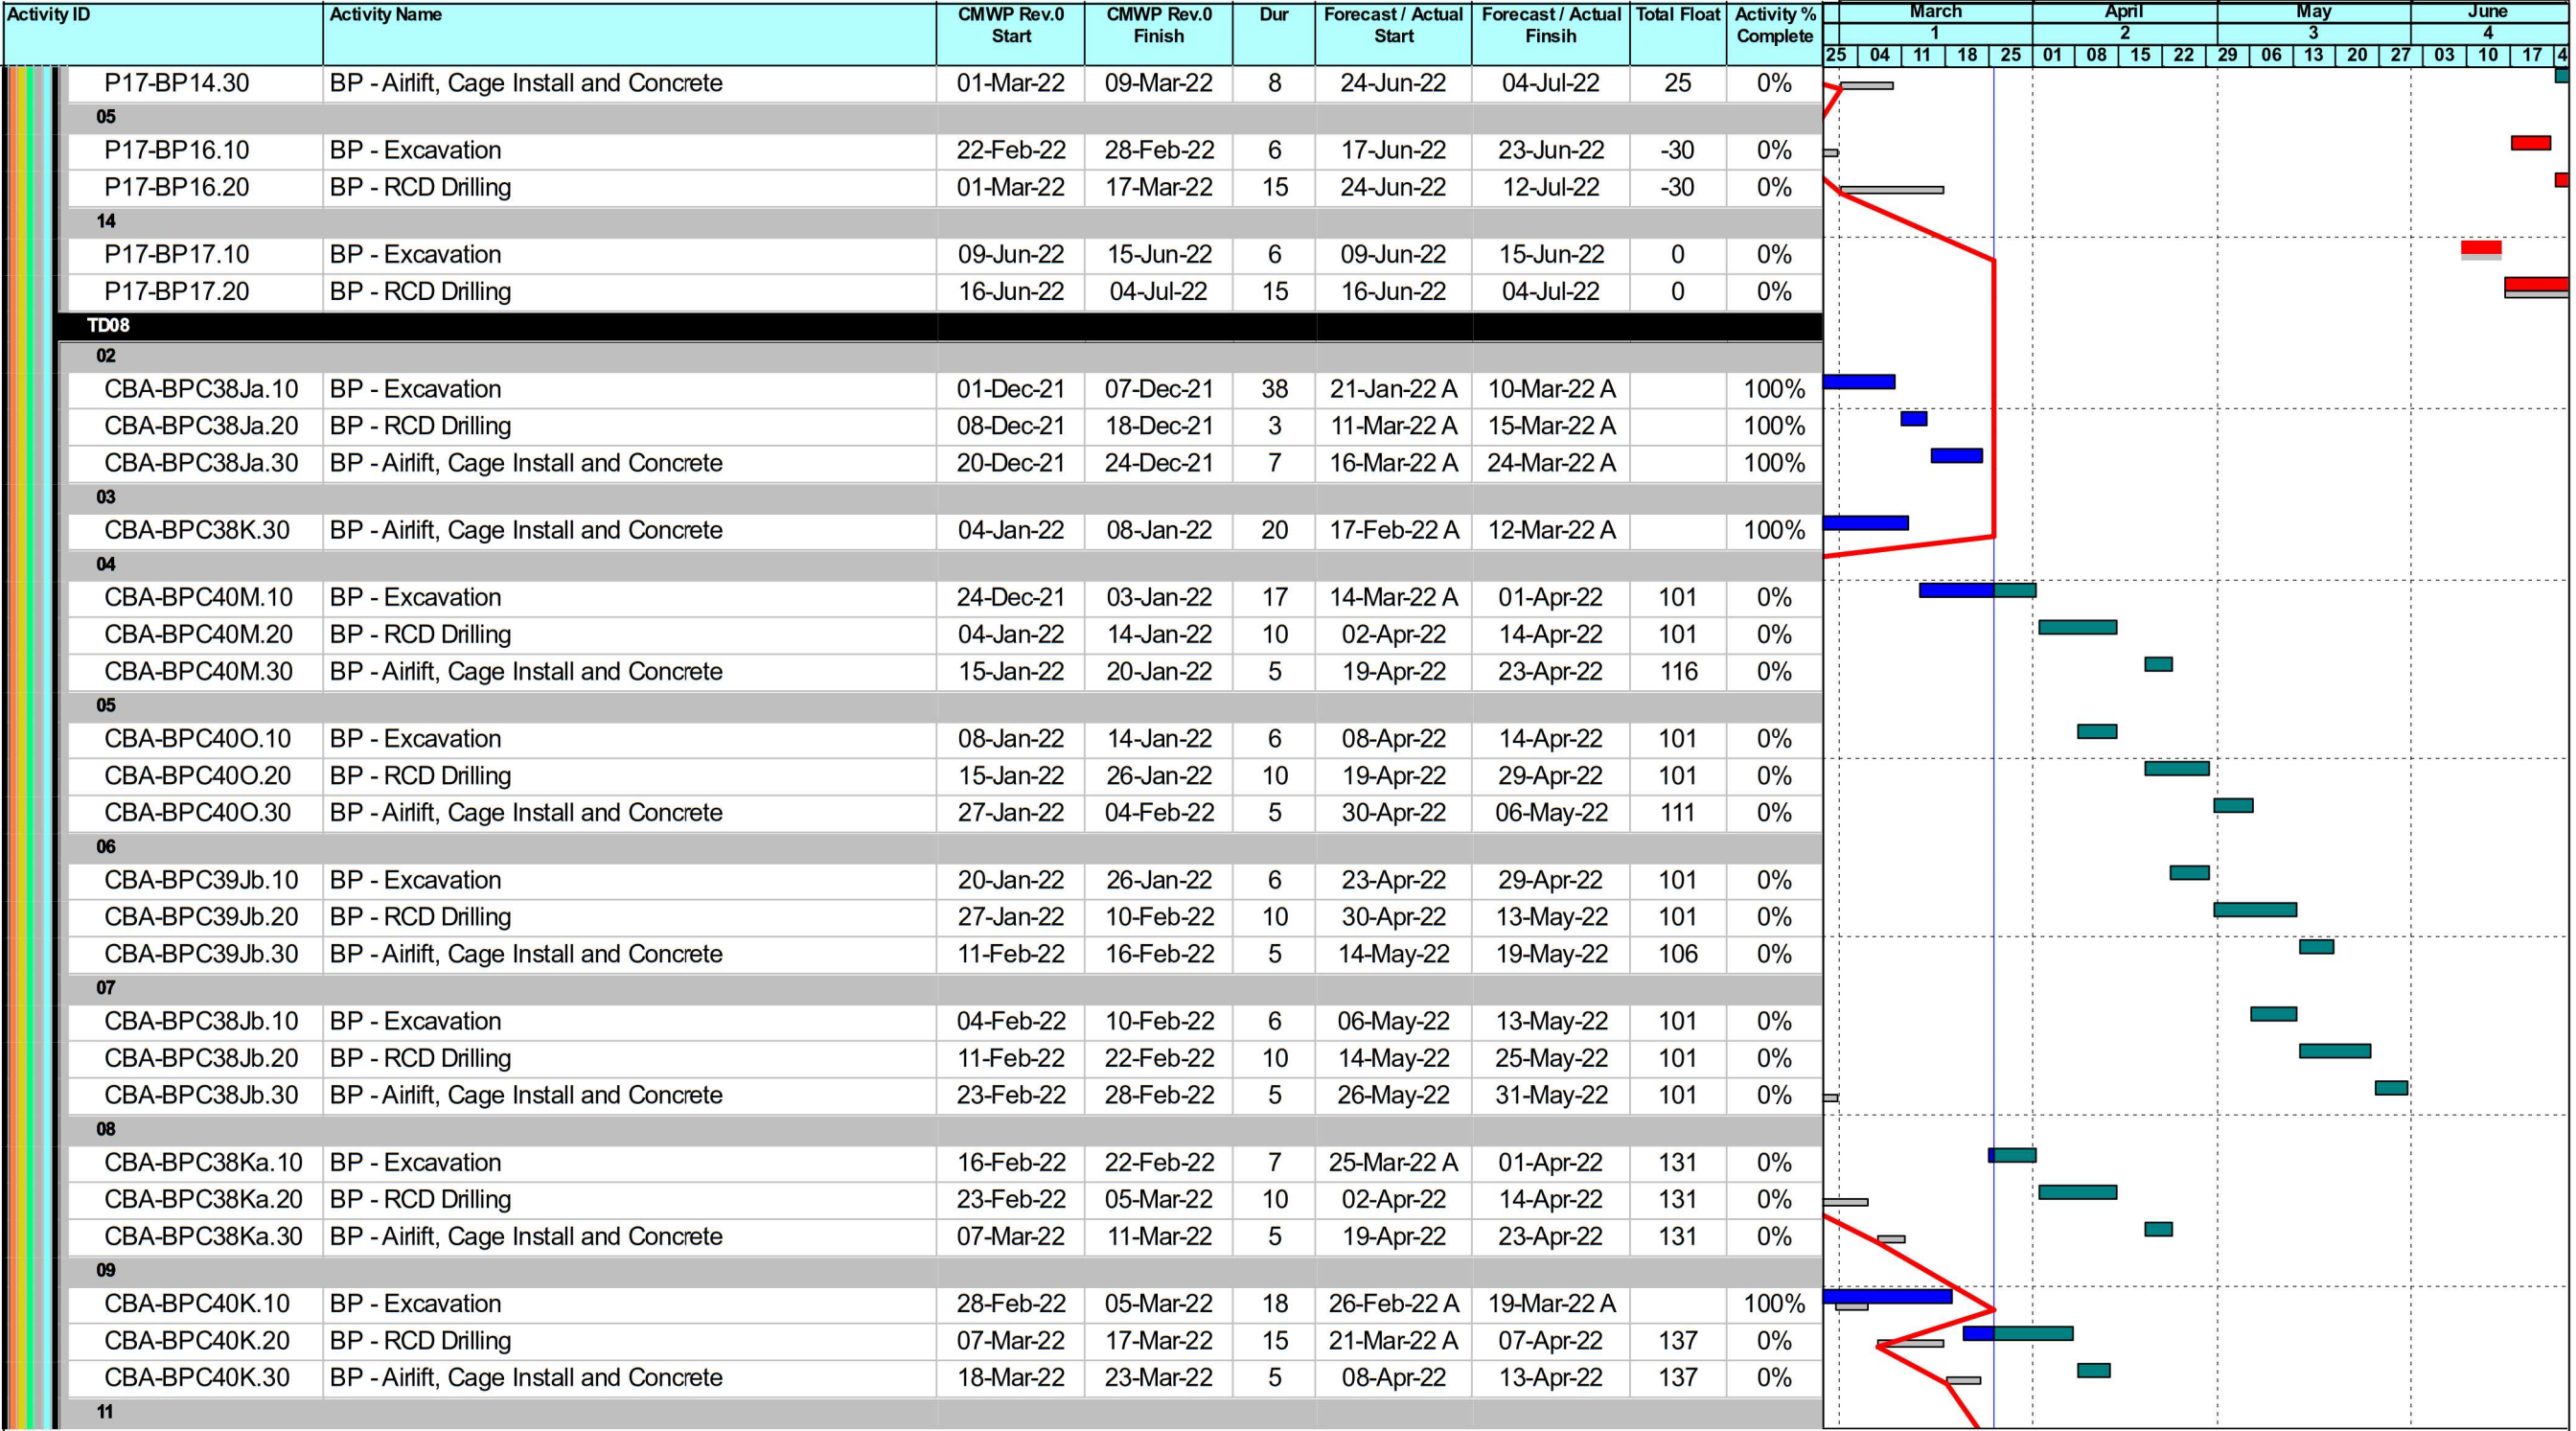 Activity ID Activity Name CMWP Rev.0 Start CMWP Rev.0 Finish Dur Forecast / Actual Start Forecast / Actual Finsih Total Float Activity % Complete March April May June
1 2 3 4
25 04 11 18 25 01 08 15 22 29 06 13 20 27 03 10 17 4
P17-BP14.30 BP - Airlift, Cage Install and Concrete 01-Mar-22 09-Mar-22 8 24-Jun-22 04-Jul-22 25 0%
05
P17-BP16.10 BP - Excavation 22-Feb-22 28-Feb-22 6 17-Jun-22 23-Jun-22 -30 0%
P17-BP16.20 BP - RCD Drilling 01-Mar-22 17-Mar-22 15 24-Jun-22 12-Jul-22 -30 0%
14
P17-BP17.10 BP - Excavation 09-Jun-22 15-Jun-22 6 09-Jun-22 15-Jun-22 0 0%
P17-BP17.20 BP - RCD Drilling 16-Jun-22 04-Jul-22 15 16-Jun-22 04-Jul-22 0 0%
TD08
02
CBA-BPC38Ja.10 BP - Excavation 01-Dec-21 07-Dec-21 38 21-Jan-22 A 10-Mar-22 A 100%
CBA-BPC38Ja.20 BP - RCD Drilling 08-Dec-21 18-Dec-21 3 11-Mar-22 A 15-Mar-22 A 100%
CBA-BPC38Ja.30 BP - Airlift, Cage Install and Concrete 20-Dec-21 24-Dec-21 7 16-Mar-22 A 24-Mar-22 A 100%
03
CBA-BPC38K.30 BP - Airlift, Cage Install and Concrete 04-Jan-22 08-Jan-22 20 17-Feb-22 A 12-Mar-22 A 100%
04
CBA-BPC40M.10 BP - Excavation 24-Dec-21 03-Jan-22 17 14-Mar-22 A 01-Apr-22 101 0%
CBA-BPC40M.20 BP - RCD Drilling 04-Jan-22 14-Jan-22 10 02-Apr-22 14-Apr-22 101 0%
CBA-BPC40M.30 BP - Airlift, Cage Install and Concrete 15-Jan-22 20-Jan-22 5 19-Apr-22 23-Apr-22 116 0%
05
CBA-BPC40O.10 BP - Excavation 08-Jan-22 14-Jan-22 6 08-Apr-22 14-Apr-22 101 0%
CBA-BPC40O.20 BP - RCD Drilling 15-Jan-22 26-Jan-22 10 19-Apr-22 29-Apr-22 101 0%
CBA-BPC40O.30 BP - Airlift, Cage Install and Concrete 27-Jan-22 04-Feb-22 5 30-Apr-22 06-May-22 111 0%
06
CBA-BPC39Jb.10 BP - Excavation 20-Jan-22 26-Jan-22 6 23-Apr-22 29-Apr-22 101 0%
CBA-BPC39Jb.20 BP - RCD Drilling 27-Jan-22 10-Feb-22 10 30-Apr-22 13-May-22 101 0%
CBA-BPC39Jb.30 BP - Airlift, Cage Install and Concrete 11-Feb-22 16-Feb-22 5 14-May-22 19-May-22 106 0%
07
CBA-BPC38Jb.10 BP - Excavation 04-Feb-22 10-Feb-22 6 06-May-22 13-May-22 101 0%
CBA-BPC38Jb.20 BP - RCD Drilling 11-Feb-22 22-Feb-22 10 14-May-22 25-May-22 101 0%
CBA-BPC38Jb.30 BP - Airlift, Cage Install and Concrete 23-Feb-22 28-Feb-22 5 26-May-22 31-May-22 101 0%
08
CBA-BPC38Ka.10 BP - Excavation 16-Feb-22 22-Feb-22 7 25-Mar-22 A 01-Apr-22 131 0%
CBA-BPC38Ka.20 BP - RCD Drilling 23-Feb-22 05-Mar-22 10 02-Apr-22 14-Apr-22 131 0%
CBA-BPC38Ka.30 BP - Airlift, Cage Install and Concrete 07-Mar-22 11-Mar-22 5 19-Apr-22 23-Apr-22 131 0%
09
CBA-BPC40K.10 BP - Excavation 28-Feb-22 05-Mar-22 18 26-Feb-22 A 19-Mar-22 A 100%
CBA-BPC40K.20 BP - RCD Drilling 07-Mar-22 17-Mar-22 15 21-Mar-22 A 07-Apr-22 137 0%
CBA-BPC40K.30 BP - Airlift, Cage Install and Concrete 18-Mar-22 23-Mar-22 5 08-Apr-22 13-Apr-22 137 0%
11